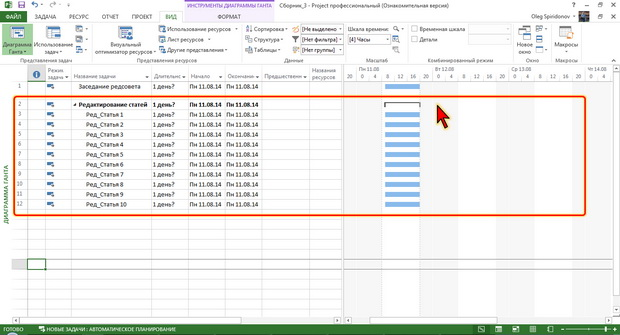 ИНСТРУМЕНТЫ ДИАГРАММЫ ГАНТА
Сборник_3 - Project профессиональный (Ознакомительная версия)
ФАЙЛ ЗАДАЧА РЕСУРС ОТЧЕТ ПРОЕКТ ВИД ФОРМАТ
Oleg Spiridonov
Диаграмма Ганта
Использование задач
Визуальный оптимизатор ресурсов
Использование ресурсов
Лист ресурсов
Другие представления
Сортировка
Структура
Таблицы
[Не выделено]
[Нет фильтра]
[Нет группы]
Шкала времени:
[4] Часы
Масштаб
Временная шкала
Детали
Новое окно
Макросы
Представления задач
Представления ресурсов
Данные
Масштаб
Комбинированный режим
Окно
Макросы
Режим задачи
Название задачи
Длительн
Начало
Окончани
Предшественн
Названия ресурсов
Пн 11.08 Вт 12.08 Ср 13.08 Чт 14.08
20 0 4 8 12 16 20 0 4 8 12 16 20 0 4 8 12 16 20 0 4
1 Заседание редсовета 1 день? Пн 11.08.14 Пн 11.08.14
2 Редактирование статей 1 день? Пн 11.08.14 Пн 11.08.14
3 Ред_Статья 1 1 день? Пн 11.08.14 Пн 11.08.14
4 Ред_Статья 2 1 день? Пн 11.08.14 Пн 11.08.14
5 Ред_Статья 3 1 день? Пн 11.08.14 Пн 11.08.14
6 Ред_Статья 4 1 день? Пн 11.08.14 Пн 11.08.14
7 Ред_Статья 5 1 день? Пн 11.08.14 Пн 11.08.14
8 Ред_Статья 6 1 день? Пн 11.08.14 Пн 11.08.14
9 Ред_Статья 7 1 день? Пн 11.08.14 Пн 11.08.14
10 Ред_Статья 8 1 день? Пн 11.08.14 Пн 11.08.14
11 Ред_Статья 9 1 день? Пн 11.08.14 Пн 11.08.14
12 Ред_Статья 10 1 день? Пн 11.08.14 Пн 11.08.14
ДИАГРАММА ГАНТА
ГОТОВО
НОВЫЕ ЗАДАЧИ : АВТОМАТИЧЕСКОЕ ПЛАНИРОВАНИЕ